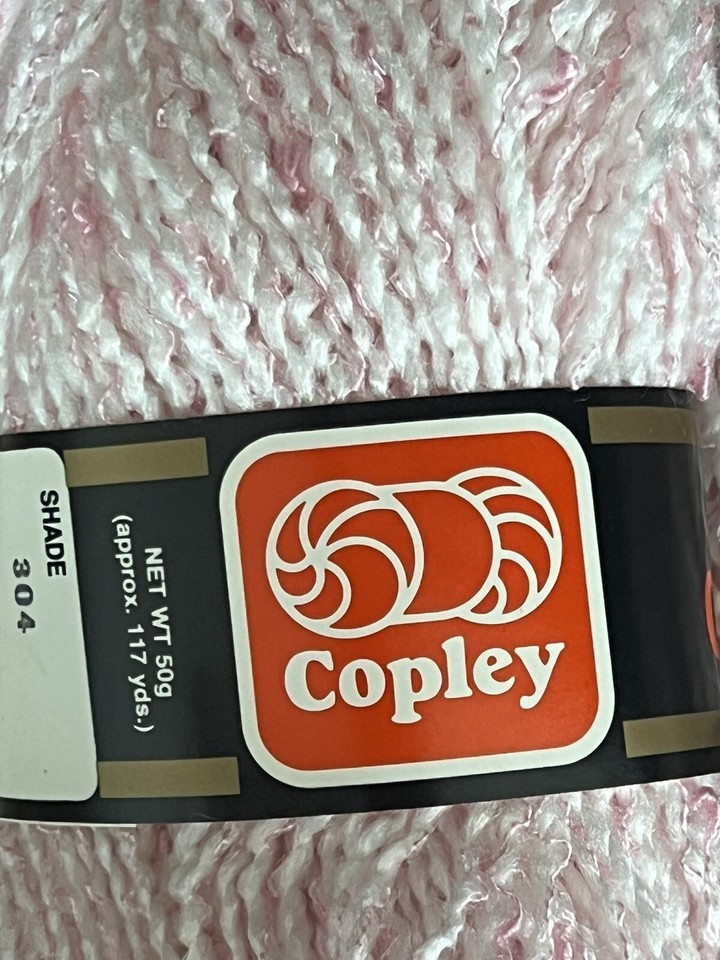 SHADE
304
NET WT 50g
(approx. 117 yds.)
Copley